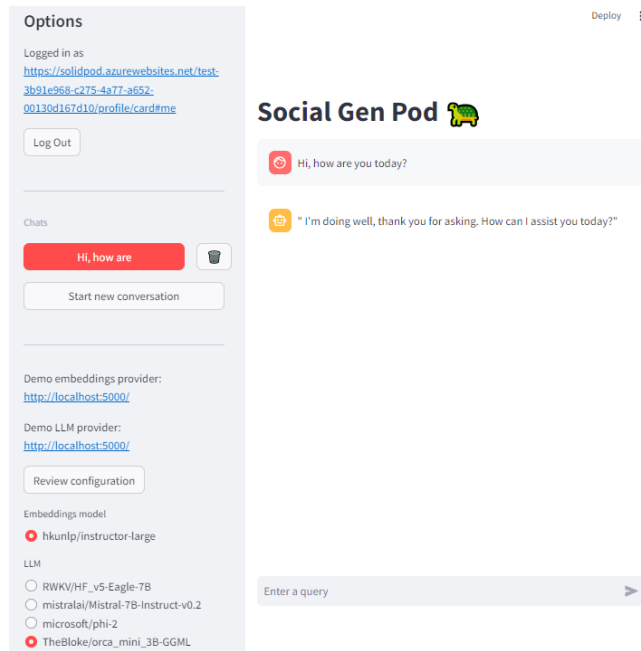 Options
Logged in as
https://solidpod.azurewebsites.net/test-
3b91e968-c275-4a77-a652-
00130d167d10/profile/card#me
Log Out
Chats
Hi, how are
Start new conversation
Demo embeddings provider:
http://localhost:5000/
Demo LLM provider:
http://localhost:5000/
Review configuration
Embeddings model
hkunlp/instructor-large
LLM
RWKV/HF_v5-Eagle-7B
mistralai/Mistral-7B-Instruct-v0.2
microsoft/phi-2
TheBloke/orca_mini_3B-GGML
Deploy
Social Gen Pod
Hi, how are you today?
" I'm doing well, thank you for asking. How can I assist you today?"
Enter a query